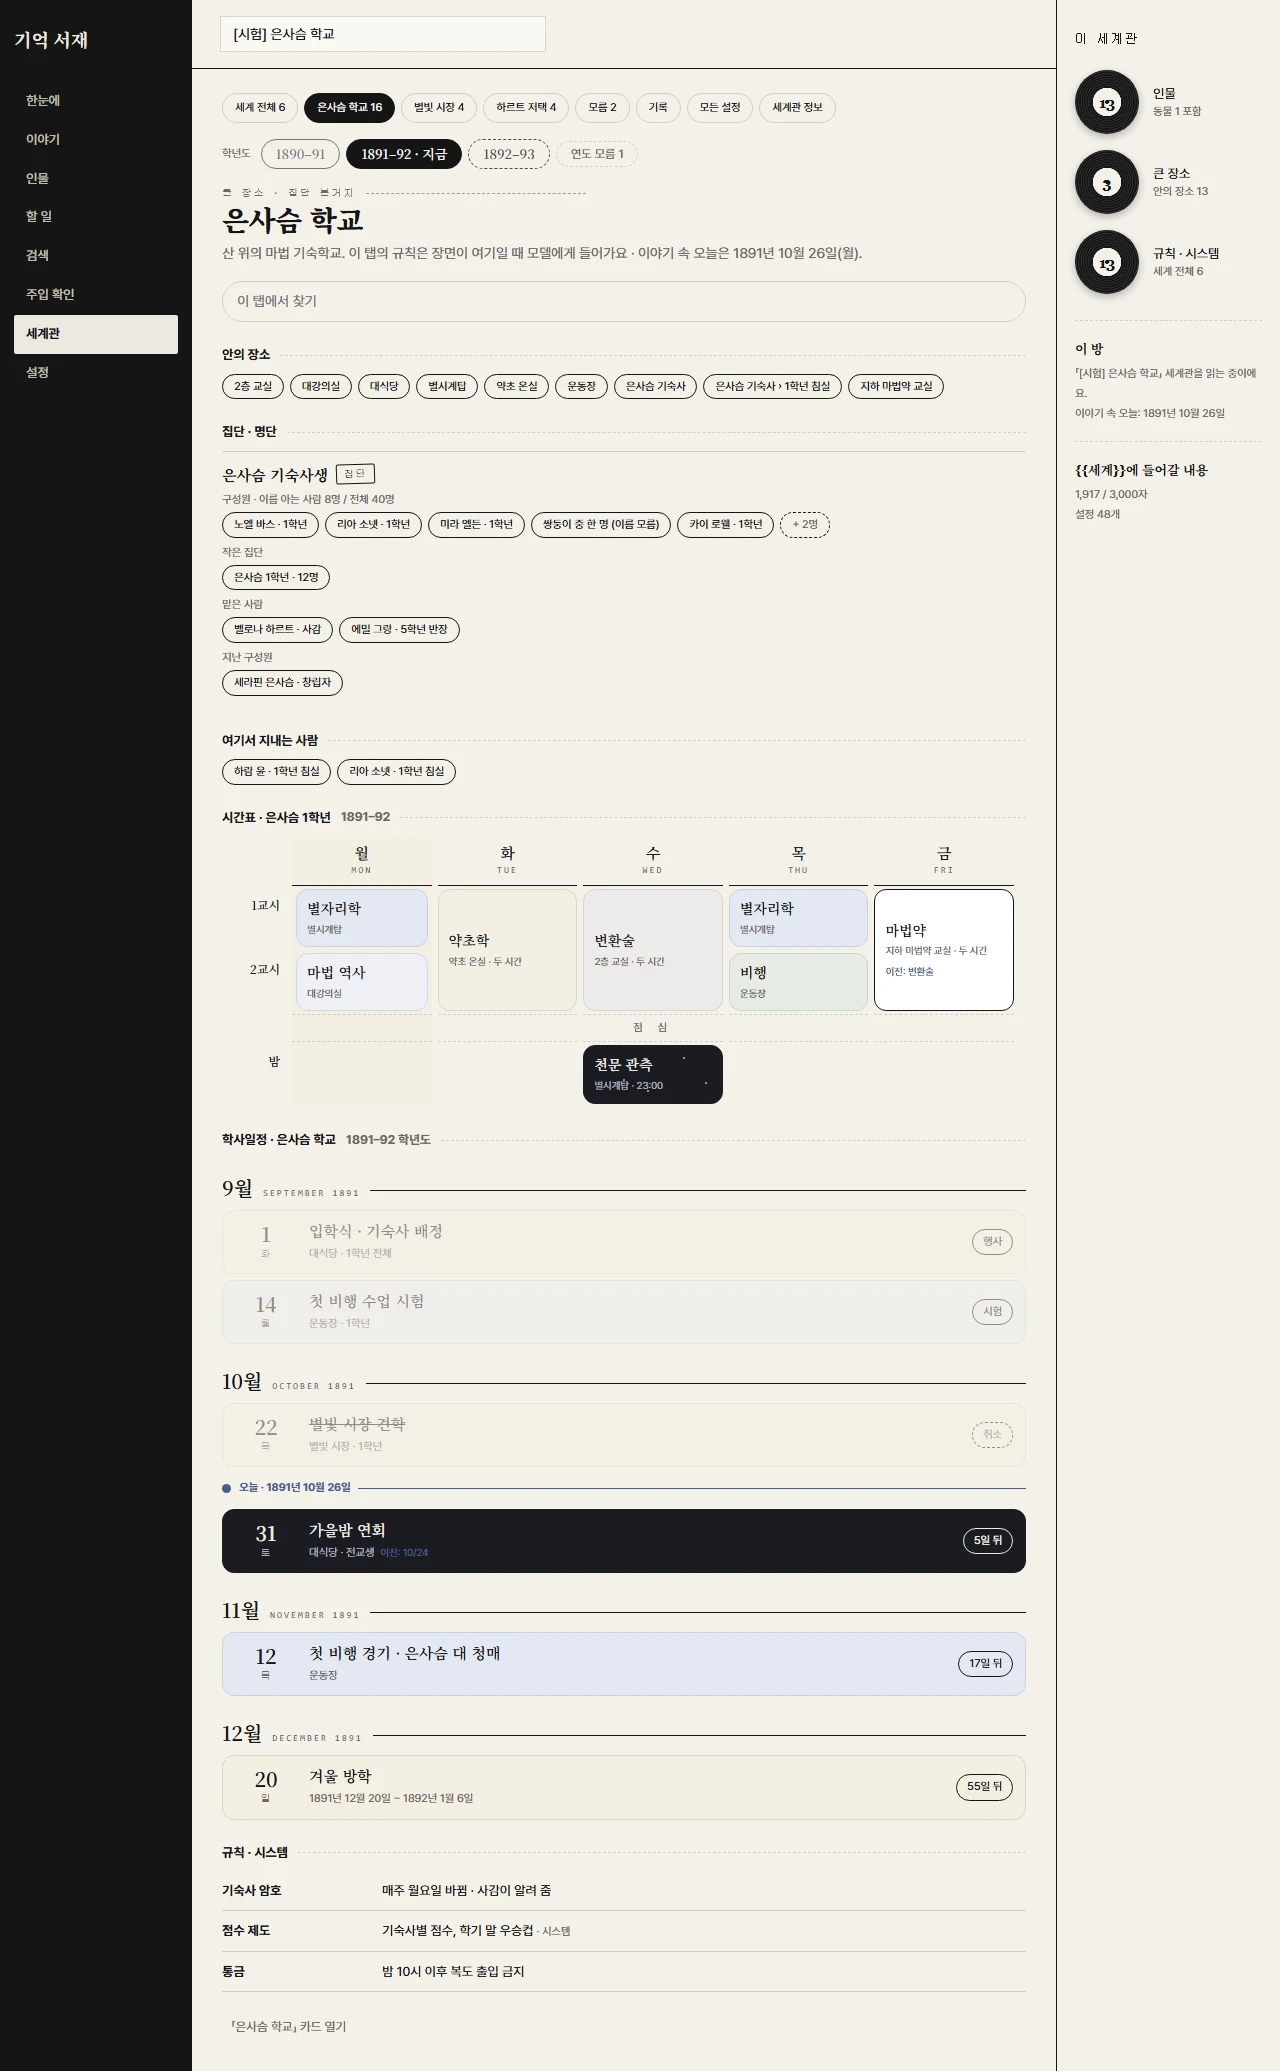 기억 서재
한눈에
이야기
인물
할 일
검색
주입 확인
세계관
설정
[시험] 은사슴 학교
세계 전체 6
은사슴 학교 16
별빛 시장 4
하르트 저택 4
모름 2
기록
모든 설정
세계관 정보
학년도
1890–91
1891–92 · 지금
1892–93
연도 모름 1
큰 장소 · 집단 본거지
은사슴 학교
산 위의 마법 기숙학교. 이 탭의 규칙은 장면이 여기일 때 모델에게 들어가요 · 이야기 속 오늘은 1891년 10월 26일(월).
이 탭에서 찾기
안의 장소
2층 교실
대강의실
대식당
별시계탑
약초 온실
운동장
은사슴 기숙사
은사슴 기숙사 › 1학년 침실
지하 마법약 교실
집단 · 명단
은사슴 기숙사생 집단
구성원 · 이름 아는 사람 8명 / 전체 40명
노엘 바스 · 1학년
리아 소넷 · 1학년
미라 엘든 · 1학년
쌍둥이 중 한 명 (이름 모름)
카이 로웰 · 1학년
+ 2명
작은 집단
은사슴 1학년 · 12명
맡은 사람
벨로나 하르트 · 사감
에밀 그랑 · 5학년 반장
지난 구성원
세라핀 은사슴 · 창립자
여기서 지내는 사람
하람 윤 · 1학년 침실
리아 소넷 · 1학년 침실
시간표 · 은사슴 1학년 1891–92
월 화 수 목 금
MON TUE WED THU FRI
1교시
별자리학
별시계탑
약초학
약초 온실 · 두 시간
변환술
2층 교실 · 두 시간
별자리학
별시계탑
마법약
지하 마법약 교실 · 두 시간
이전: 변환술
2교시
마법 역사
대강의실
비행
운동장
점 심
밤
천문 관측
별시계탑 · 23:00
학사일정 · 은사슴 학교 1891–92 학년도
9월 SEPTEMBER 1891
1
화
입학식 · 기숙사 배정
대식당 · 1학년 전체
행사
14
월
첫 비행 수업 시험
운동장 · 1학년
시험
10월 OCTOBER 1891
22
목
별빛 시장 견학
별빛 시장 · 1학년
취소
오늘 · 1891년 10월 26일
31
토
가을밤 연회
대식당 · 전교생 이전: 10/24
5일 뒤
11월 NOVEMBER 1891
12
목
첫 비행 경기 · 은사슴 대 청매
운동장
17일 뒤
12월 DECEMBER 1891
20
일
겨울 방학
1891년 12월 20일 ~ 1892년 1월 6일
55일 뒤
규칙 · 시스템
기숙사 암호 매주 월요일 바뀜 · 사감이 알려 줌
점수 제도 기숙사별 점수, 학기 말 우승컵 · 시스템
통금 밤 10시 이후 복도 출입 금지
「은사슴 학교」 카드 열기
이 세계관
13
인물
동물 1 포함
3
큰 장소
안의 장소 13
13
규칙 · 시스템
세계 전체 6
이 방
「[시험] 은사슴 학교」 세계관을 읽는 중이에
요.
이야기 속 오늘: 1891년 10월 26일
{{세계}}에 들어갈 내용
1,917 / 3,000자
설정 48개